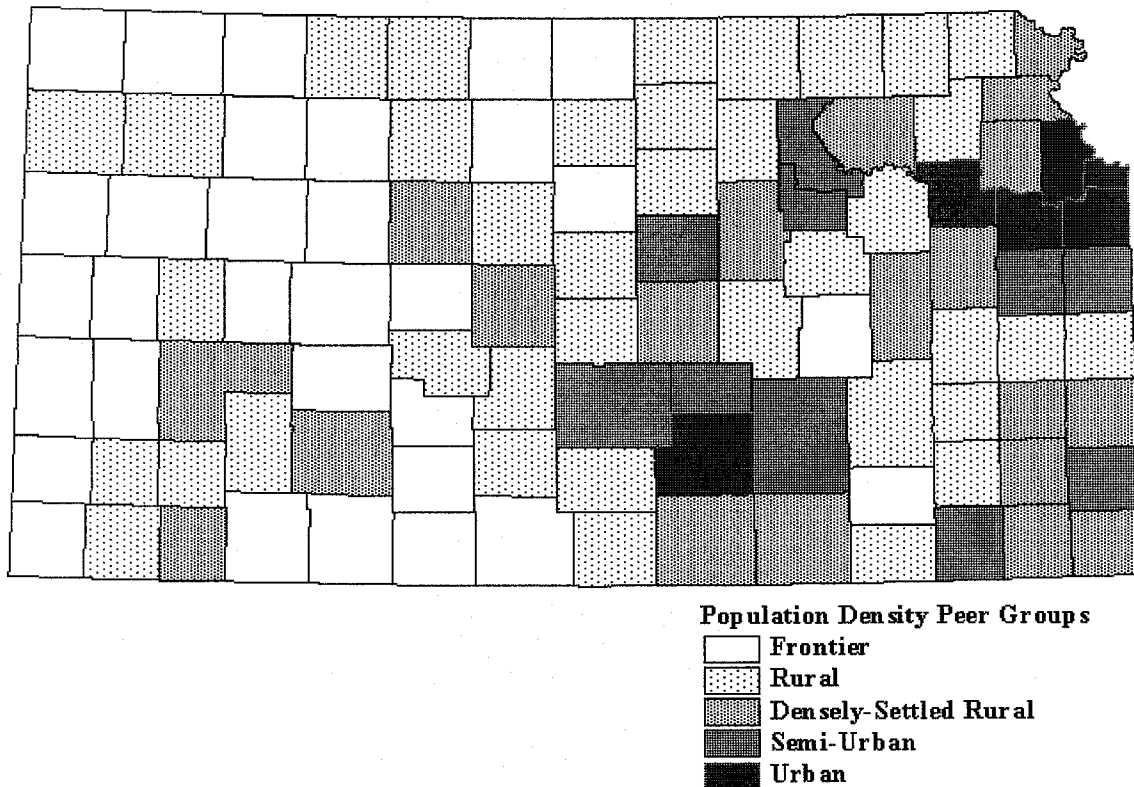 Population Density Peer Groups
Frontier
Rural
Densely-Settled Rural
Semi-Urban
Urban